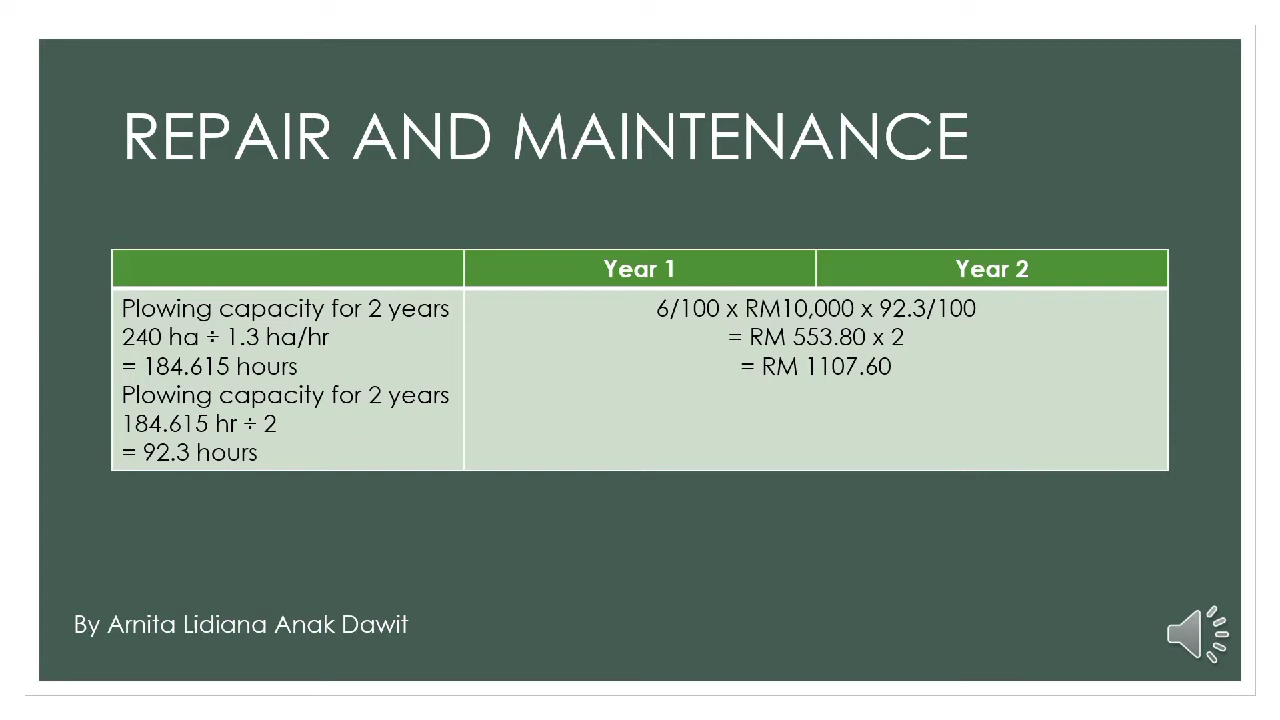 REPAIR AND MAINTENANCE
Year 1
Year 2
Plowing capacity for 2 years
240 ha ÷ 1.3 ha/hr
= 184.615 hours
Plowing capacity for 2 years
184.615 hr ÷ 2
= 92.3 hours
6/100 x RM10,000 x 92.3/100
= RM 553.80 x 2
= RM 1107.60
By Arnita Lidiana Anak Dawit